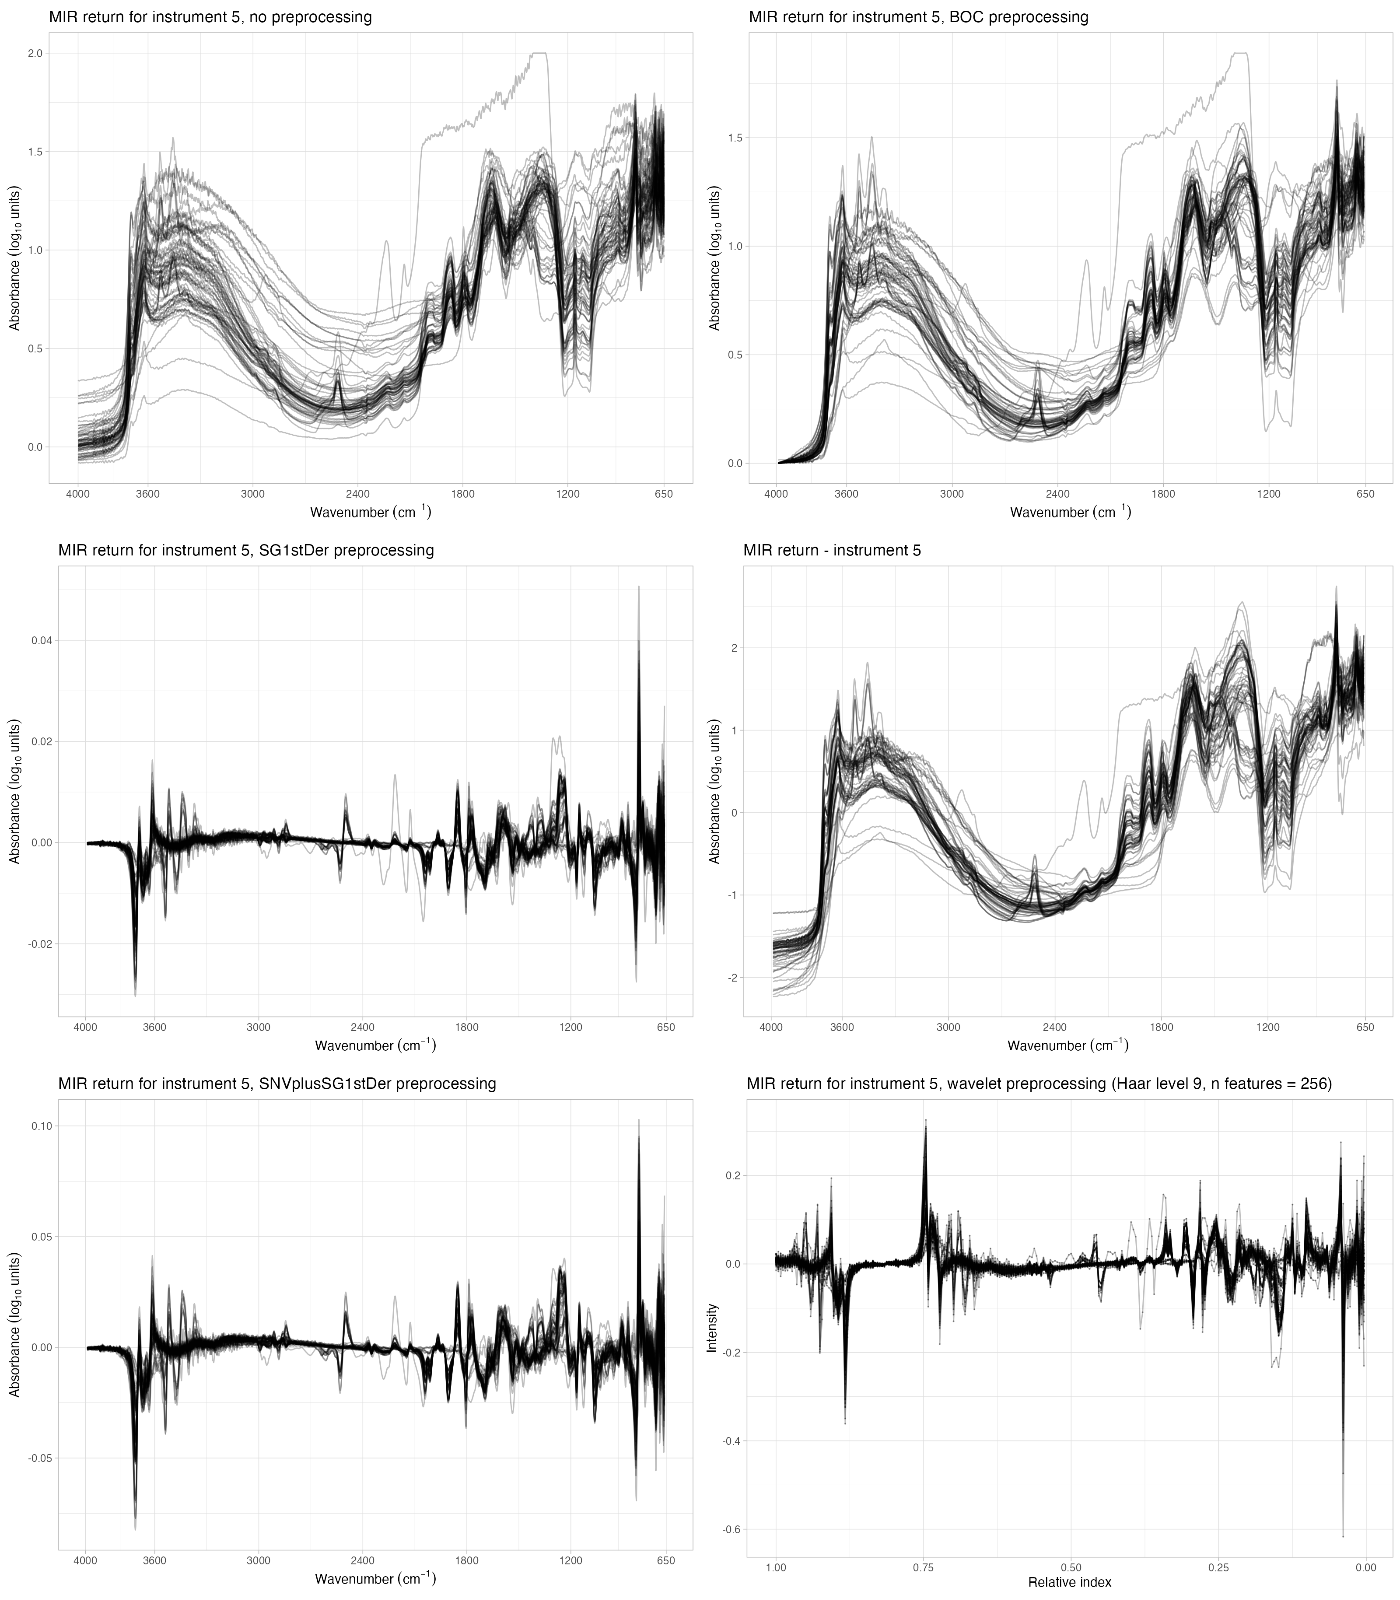 MIR return for instrument 5, no preprocessing
2.0
1.5
1.0
0.5
0.0
Absorbance (log₁₀ units)
4000 3600 3000 2400 1800 1200 650
Wavenumber (cm ⁻¹)
MIR return for instrument 5, BOC preprocessing
1.5
1.0
0.5
0.0
Absorbance (log₁₀ units)
4000 3600 3000 2400 1800 1200 650
Wavenumber (cm ⁻¹)
MIR return for instrument 5, SG1stDer preprocessing
0.04
0.02
0.00
-0.02
Absorbance (log₁₀ units)
4000 3600 3000 2400 1800 1200 650
Wavenumber (cm⁻¹)
MIR return - instrument 5
2
1
0
-1
-2
Absorbance (log₁₀ units)
4000 3600 3000 2400 1800 1200 650
Wavenumber (cm⁻¹)
MIR return for instrument 5, SNVplusSG1stDer preprocessing
0.10
0.05
0.00
-0.05
Absorbance (log₁₀ units)
4000 3600 3000 2400 1800 1200 650
Wavenumber (cm⁻¹)
MIR return for instrument 5, wavelet preprocessing (Haar level 9, n features = 256)
0.2
0.0
-0.2
-0.4
-0.6
Intensity
1.00 0.75 0.50 0.25 0.00
Relative index